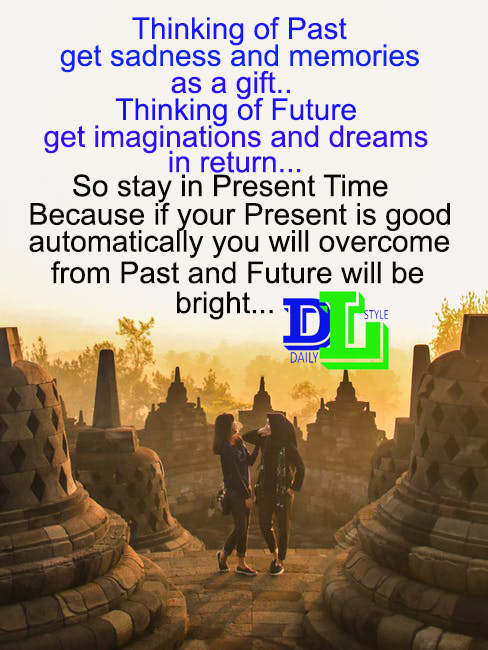 Thinking of Past
get sadness and memories
as a gift..
Thinking of Future
get imaginations and dreams
in return...
So stay in Present Time
Because if your Present is good
automatically you will overcome
from Past and Future will be
bright...
DL
STYLE
DAILY